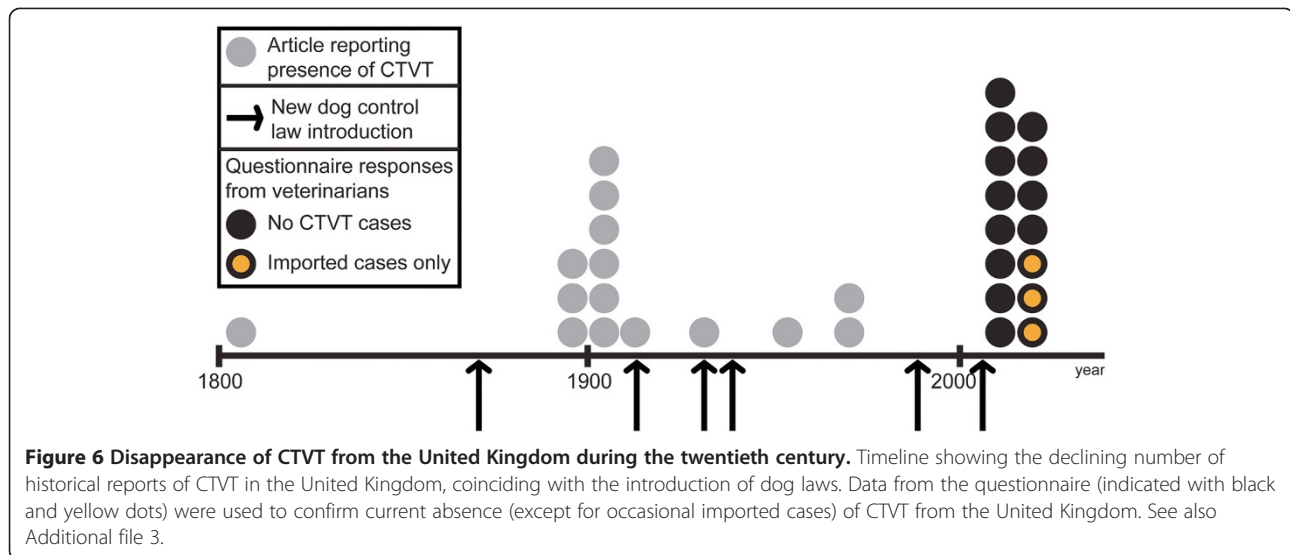 Article reporting
presence of CTVT
New dog control
law introduction
Questionnaire responses
from veterinarians
No CTVT cases
Imported cases only
1800
1900
2000
year
Figure 6 Disappearance of CTVT from the United Kingdom during the twentieth century. Timeline showing the declining number of
historical reports of CTVT in the United Kingdom, coinciding with the introduction of dog laws. Data from the questionnaire (indicated with black
and yellow dots) were used to confirm current absence (except for occasional imported cases) of CTVT from the United Kingdom. See also
Additional file 3.